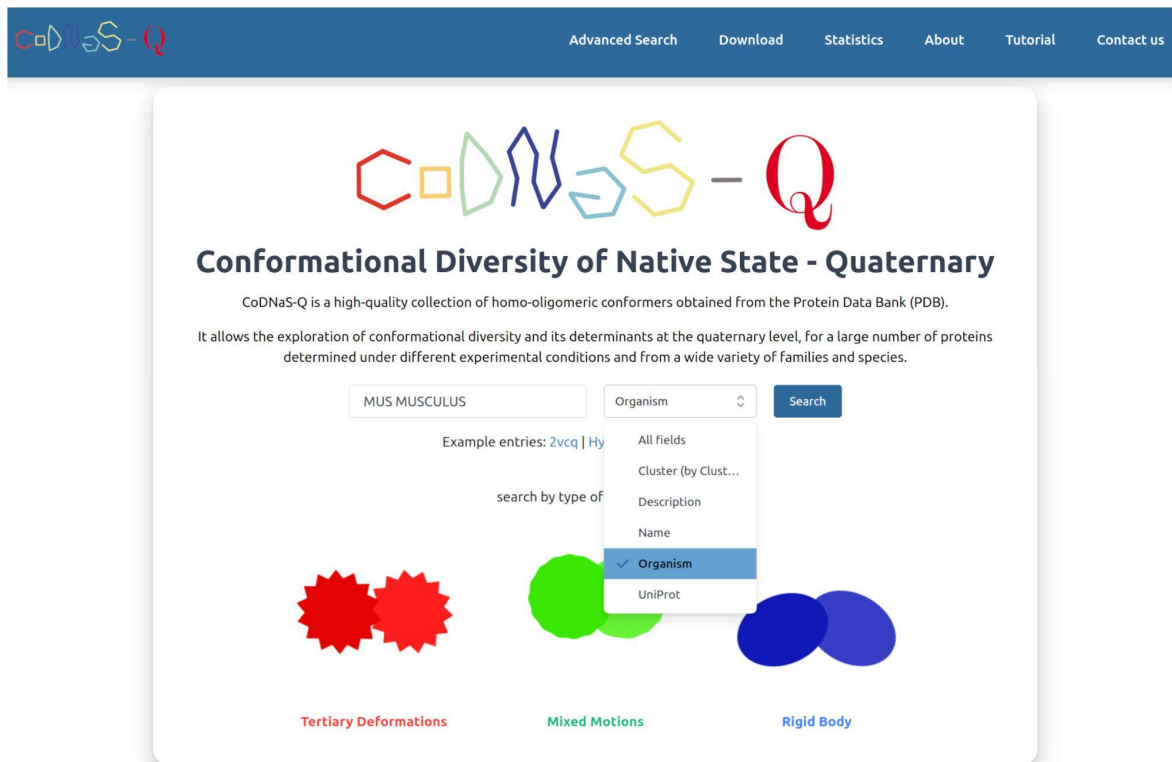 CoDNaS-Q
Advanced Search
Download
Statistics
About
Tutorial
Contact us
CoDNaS - Q
Conformational Diversity of Native State - Quaternary
CoDNaS-Q is a high-quality collection of homo-oligomeric conformers obtained from the Protein Data Bank (PDB).
It allows the exploration of conformational diversity and its determinants at the quaternary level, for a large number of proteins
determined under different experimental conditions and from a wide variety of families and species.
MUS MUSCULUS
Organism
Search
Example entries: 2vcq | Hy
All fields
Cluster (by Clust...
search by type of
Description
Name
Organism
UniProt
Tertiary Deformations
Mixed Motions
Rigid Body